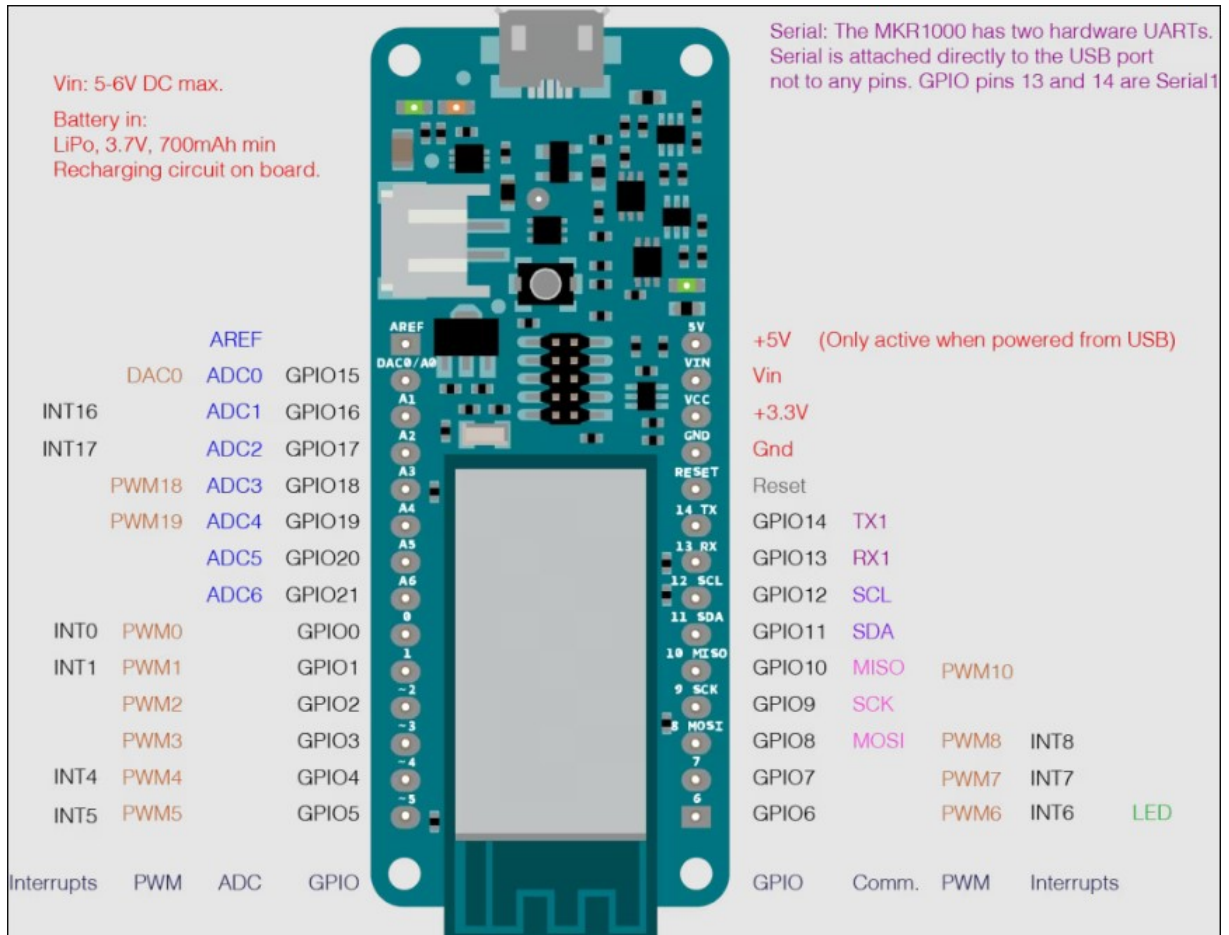 Serial: The MKR1000 has two hardware UARTs.
Serial is attached directly to the USB port
not to any pins. GPIO pins 13 and 14 are Serial1
Vin: 5-6V DC max.
Battery in:
LiPo, 3.7V, 700mAh min
Recharging circuit on board.
AREF AREF 5V +5V (Only active when powered from USB)
DAC0 ADC0 GPIO15 DAC0/A0 VIN Vin
INT16 ADC1 GPIO16 A1 VCC +3.3V
INT17 ADC2 GPIO17 A2 GND Gnd
PWM18 ADC3 GPIO18 A3 RESET Reset
PWM19 ADC4 GPIO19 A4 14 TX GPIO14 TX1
ADC5 GPIO20 A5 13 RX GPIO13 RX1
ADC6 GPIO21 A6 12 SCL GPIO12 SCL
INT0 PWM0 GPIO0 0 11 SDA GPIO11 SDA
INT1 PWM1 GPIO1 1 10 MISO GPIO10 MISO PWM10
PWM2 GPIO2 ~2 9 SCK GPIO9 SCK
PWM3 GPIO3 ~3 8 MOSI GPIO8 MOSI PWM8 INT8
INT4 PWM4 GPIO4 ~4 7 GPIO7 PWM7 INT7
INT5 PWM5 GPIO5 ~5 6 GPIO6 PWM6 INT6 LED
Interrupts PWM ADC GPIO GPIO Comm. PWM Interrupts